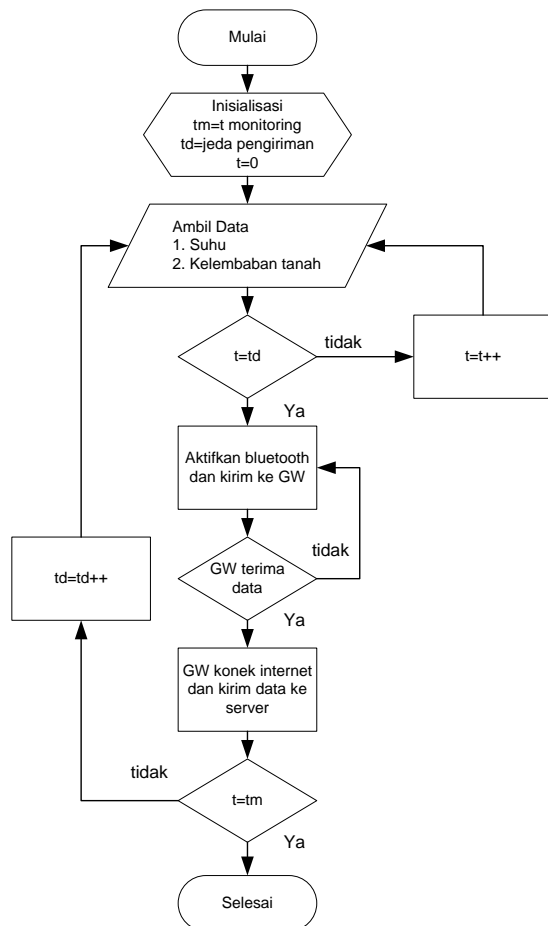 Mulai
Inisialisasi
tm=t monitoring
td=jeda pengiriman
t=0
Ambil Data
1. Suhu
2. Kelembaban tanah
t=td
tidak
t=t++
Ya
Aktifkan bluetooth
dan kirim ke GW
tidak
GW terima
data
td=td++
Ya
GW konek internet
dan kirim data ke
server
tidak
t=tm
Ya
Selesai